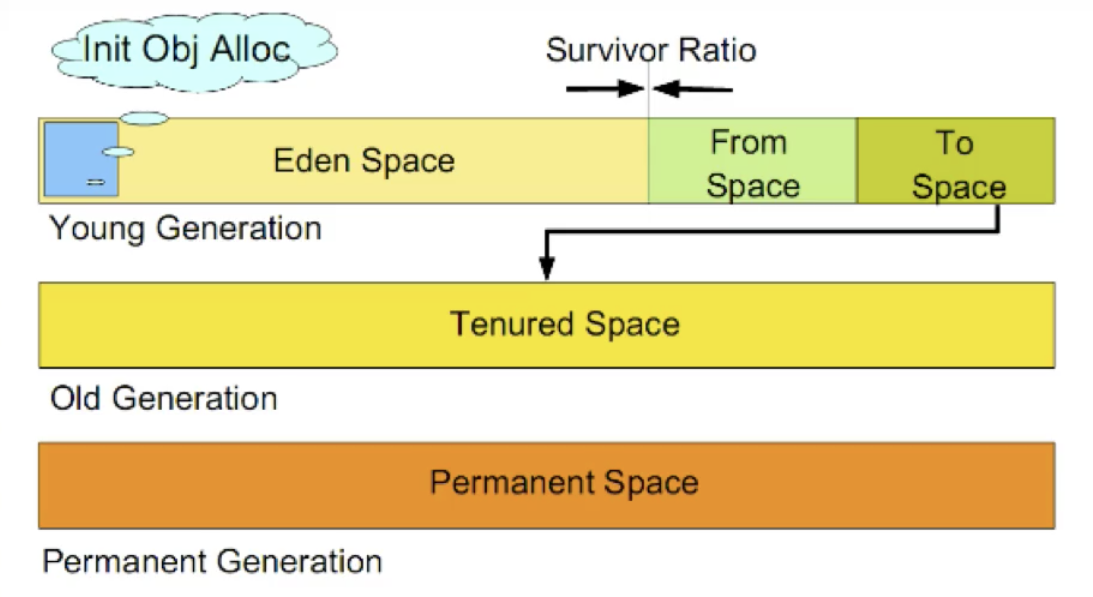 Init Obj Alloc
Survivor Ratio
Eden Space
From
Space
To
Space
Young Generation
Tenured Space
Old Generation
Permanent Space
Permanent Generation